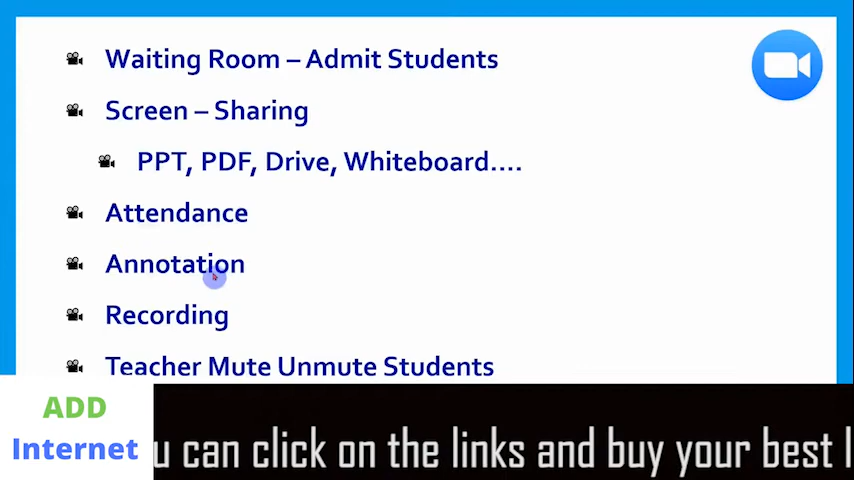 Waiting Room – Admit Students
Screen – Sharing
PPT, PDF, Drive, Whiteboard....
Attendance
Annotation
Recording
Teacher Mute Unmute Students
ADD
Internet
u can click on the links and buy your best l